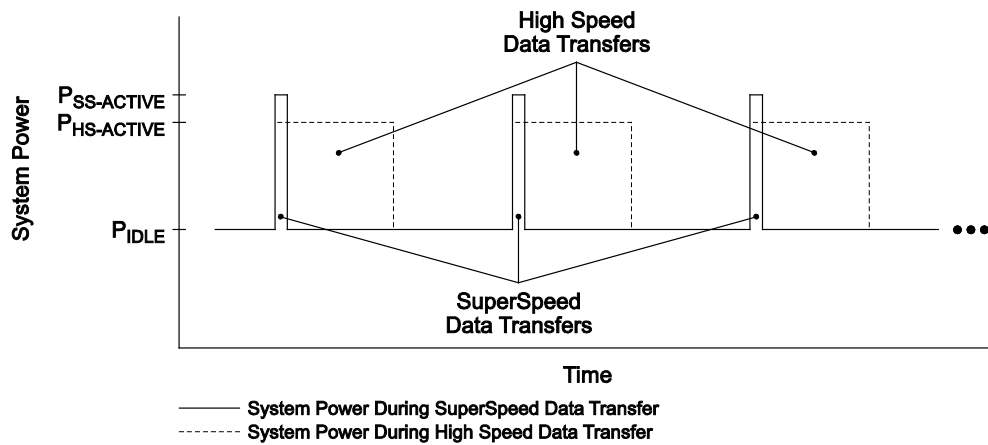 High Speed
Data Transfers
System Power
PSS-ACTIVE
PHS-ACTIVE
PIDLE
SuperSpeed
Data Transfers
Time
System Power During SuperSpeed Data Transfer
System Power During High Speed Data Transfer